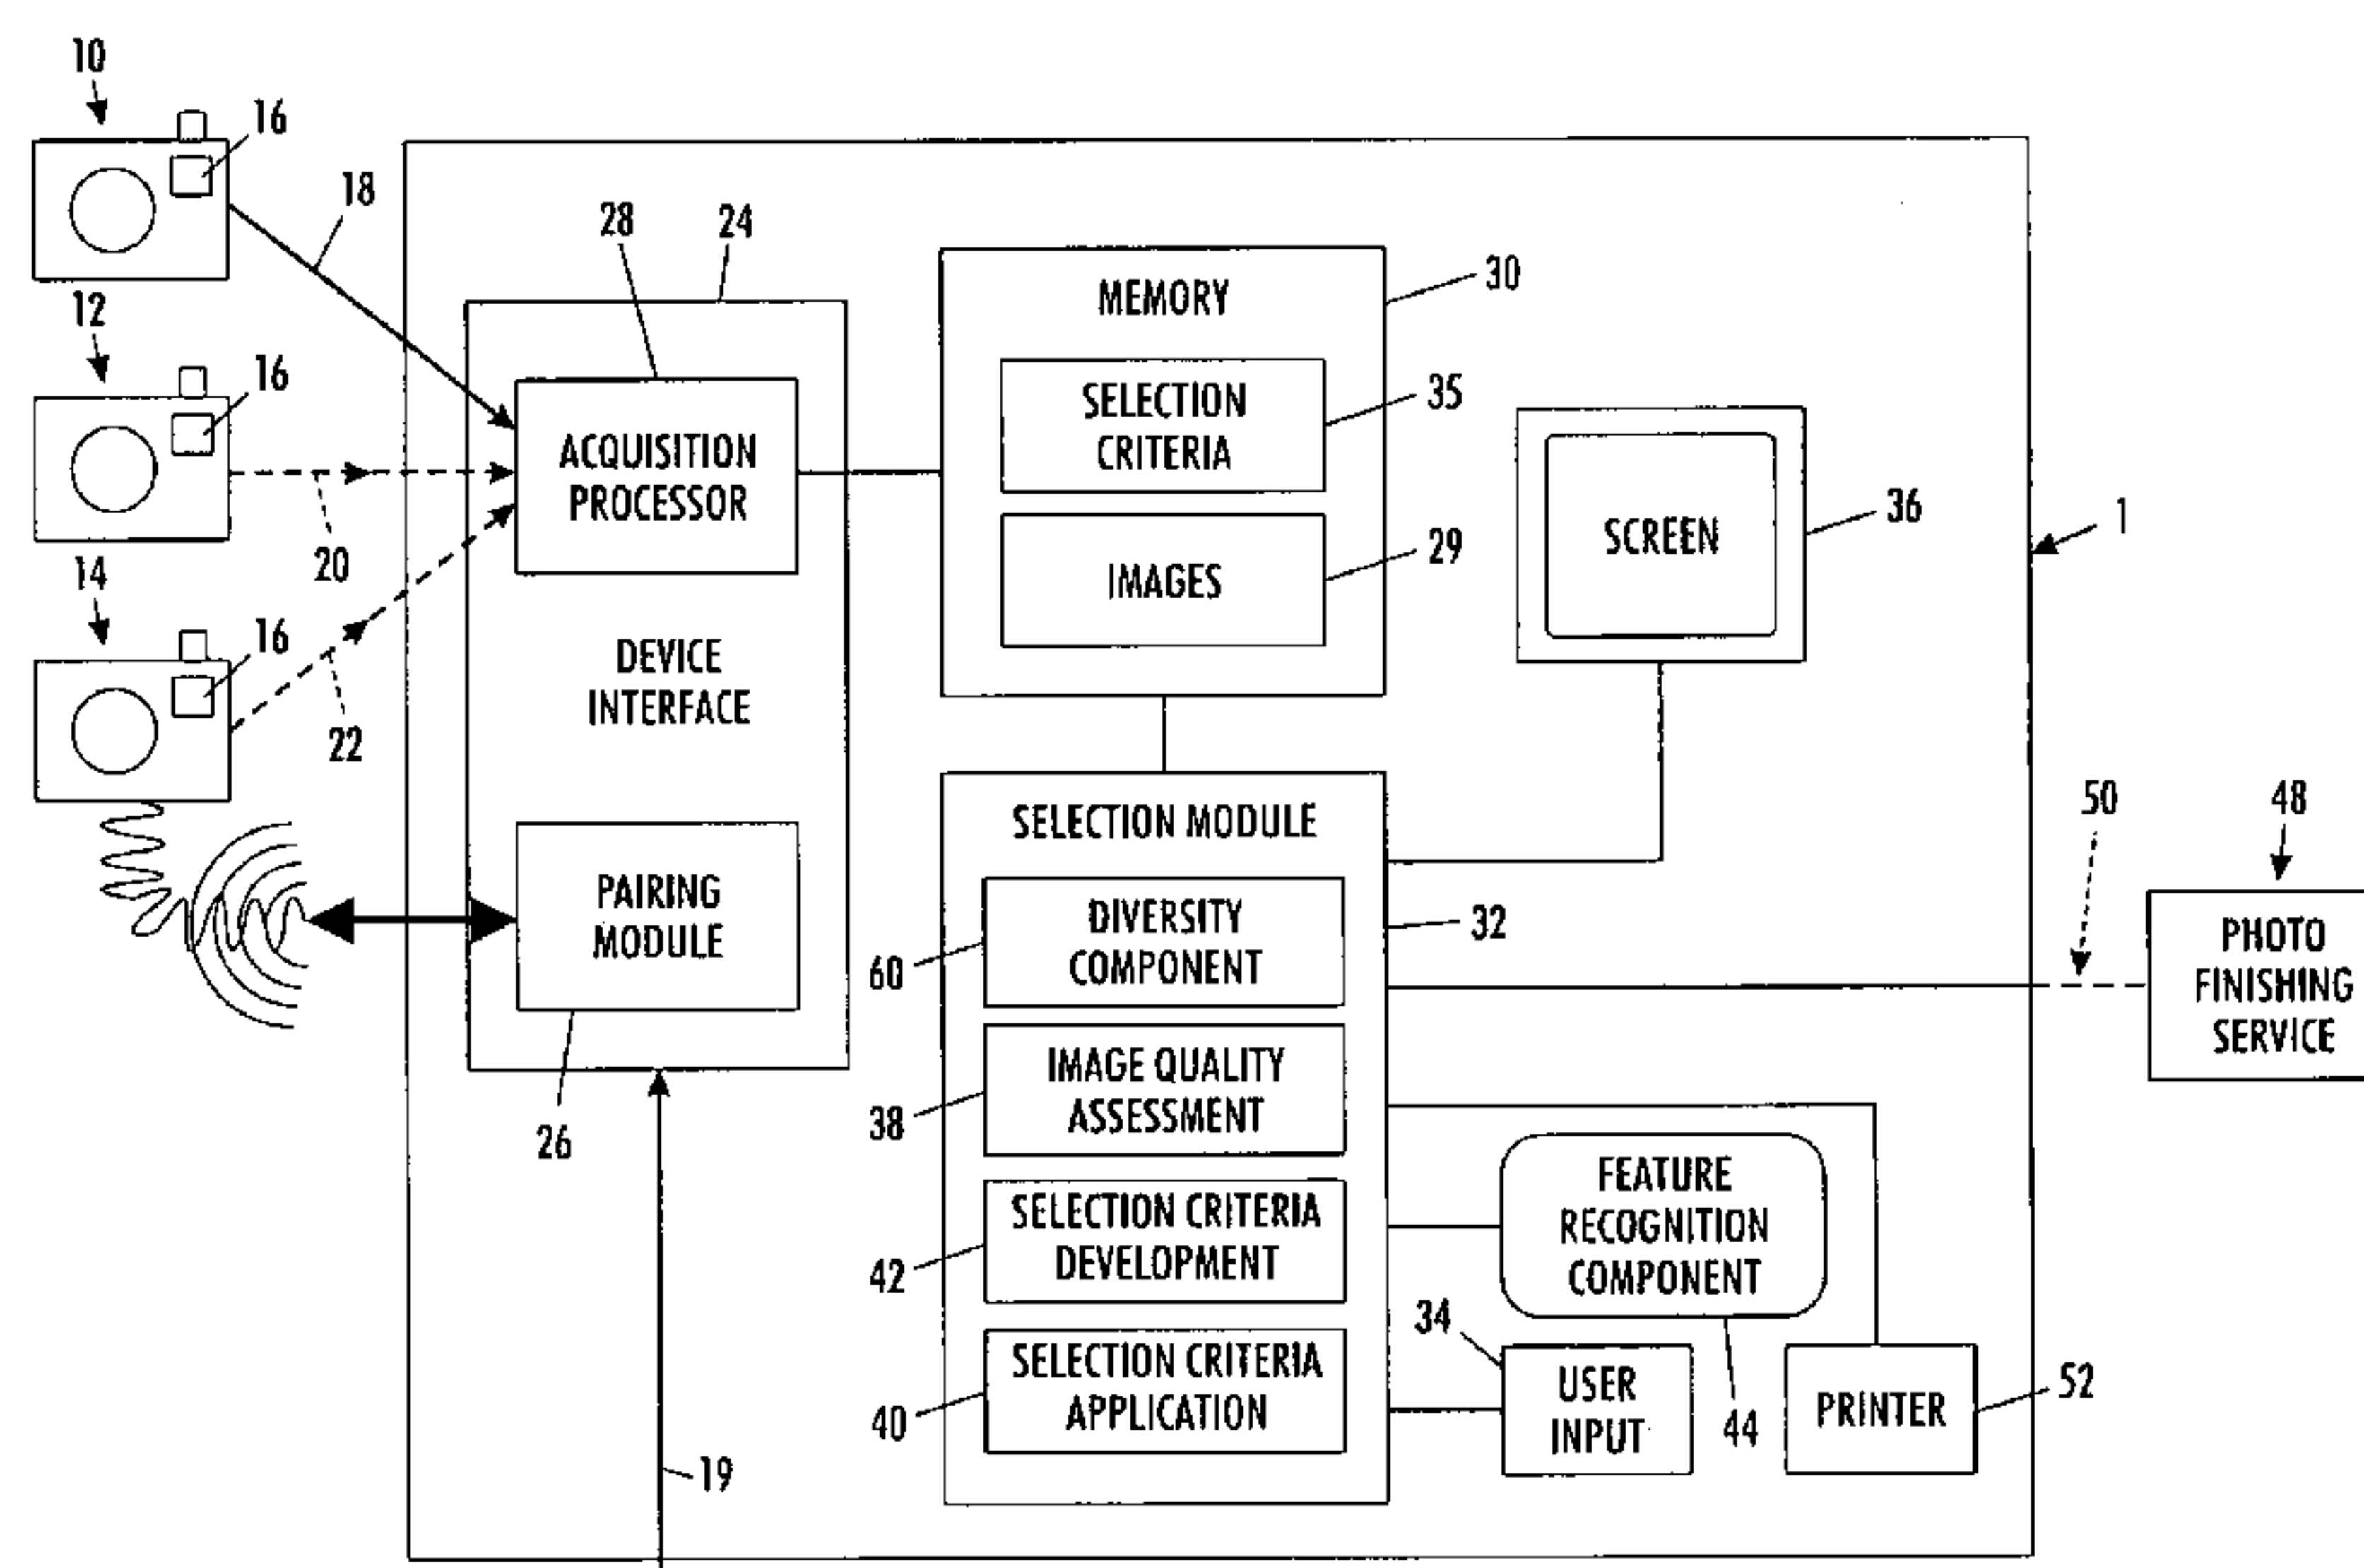 10
16
18
12
16
20
14
16
22
28
24
ACQUISITION
PROCESSOR
DEVICE
INTERFACE
PAIRING
MODULE
26
19
MEMORY
30
SELECTION
CRITERIA
35
IMAGES
29
SCREEN
36
1
SELECTION MODULE
32
DIVERSITY
COMPONENT
60
IMAGE QUALITY
ASSESSMENT
38
SELECTION CRITERIA
DEVELOPMENT
42
SELECTION CRITERIA
APPLICATION
40
50
48
PHOTO
FINISHING
SERVICE
FEATURE
RECOGNITION
COMPONENT
44
34
USER
INPUT
PRINTER
52